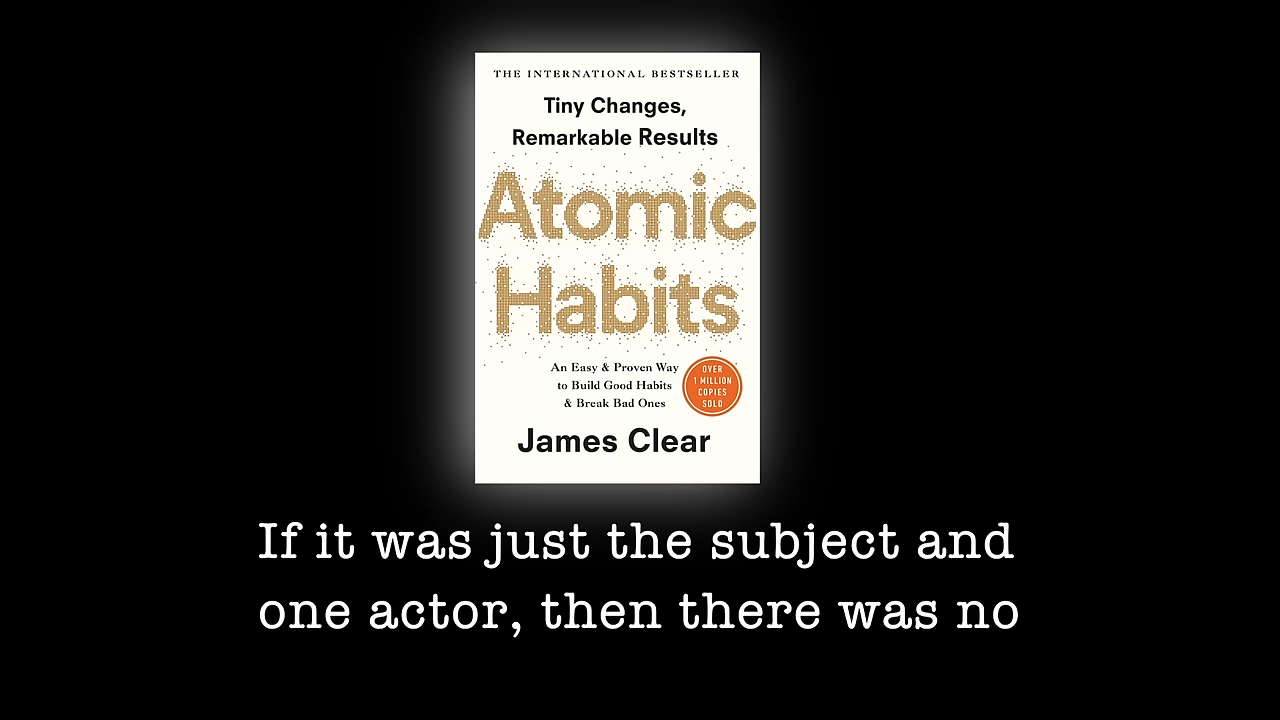 THE INTERNATIONAL BESTSELLER
Tiny Changes,
Remarkable Results
Atomic
Habits
An Easy & Proven Way
to Build Good Habits
& Break Bad Ones
OVER
1 MILLION
COPIES
SOLD
James Clear
If it was just the subject and
one actor, then there was no